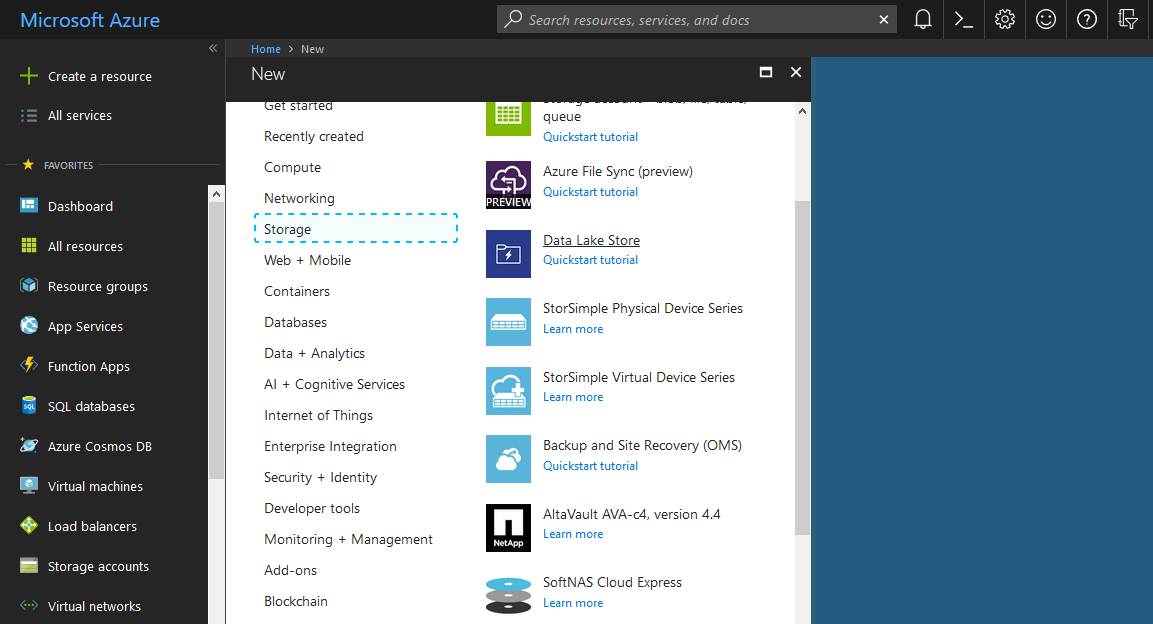 Microsoft Azure
Search resources, services, and docs
Home > New
New
Create a resource
All services
FAVORITES
Dashboard
All resources
Resource groups
App Services
Function Apps
SQL databases
SQL
Azure Cosmos DB
Virtual machines
Load balancers
Storage accounts
Virtual networks
Get started
Recently created
Compute
Networking
Storage
Web + Mobile
Containers
Databases
Data + Analytics
AI + Cognitive Services
Internet of Things
Enterprise Integration
Security + Identity
Developer tools
Monitoring + Management
Add-ons
Blockchain
Storage account - blob, file, table,
queue
Quickstart tutorial
PREVIEW
Azure File Sync (preview)
Quickstart tutorial
Data Lake Store
Quickstart tutorial
StorSimple Physical Device Series
Learn more
StorSimple Virtual Device Series
Learn more
Backup and Site Recovery (OMS)
Quickstart tutorial
NetApp
AltaVault AVA-c4, version 4.4
Learn more
SoftNAS Cloud Express
Learn more